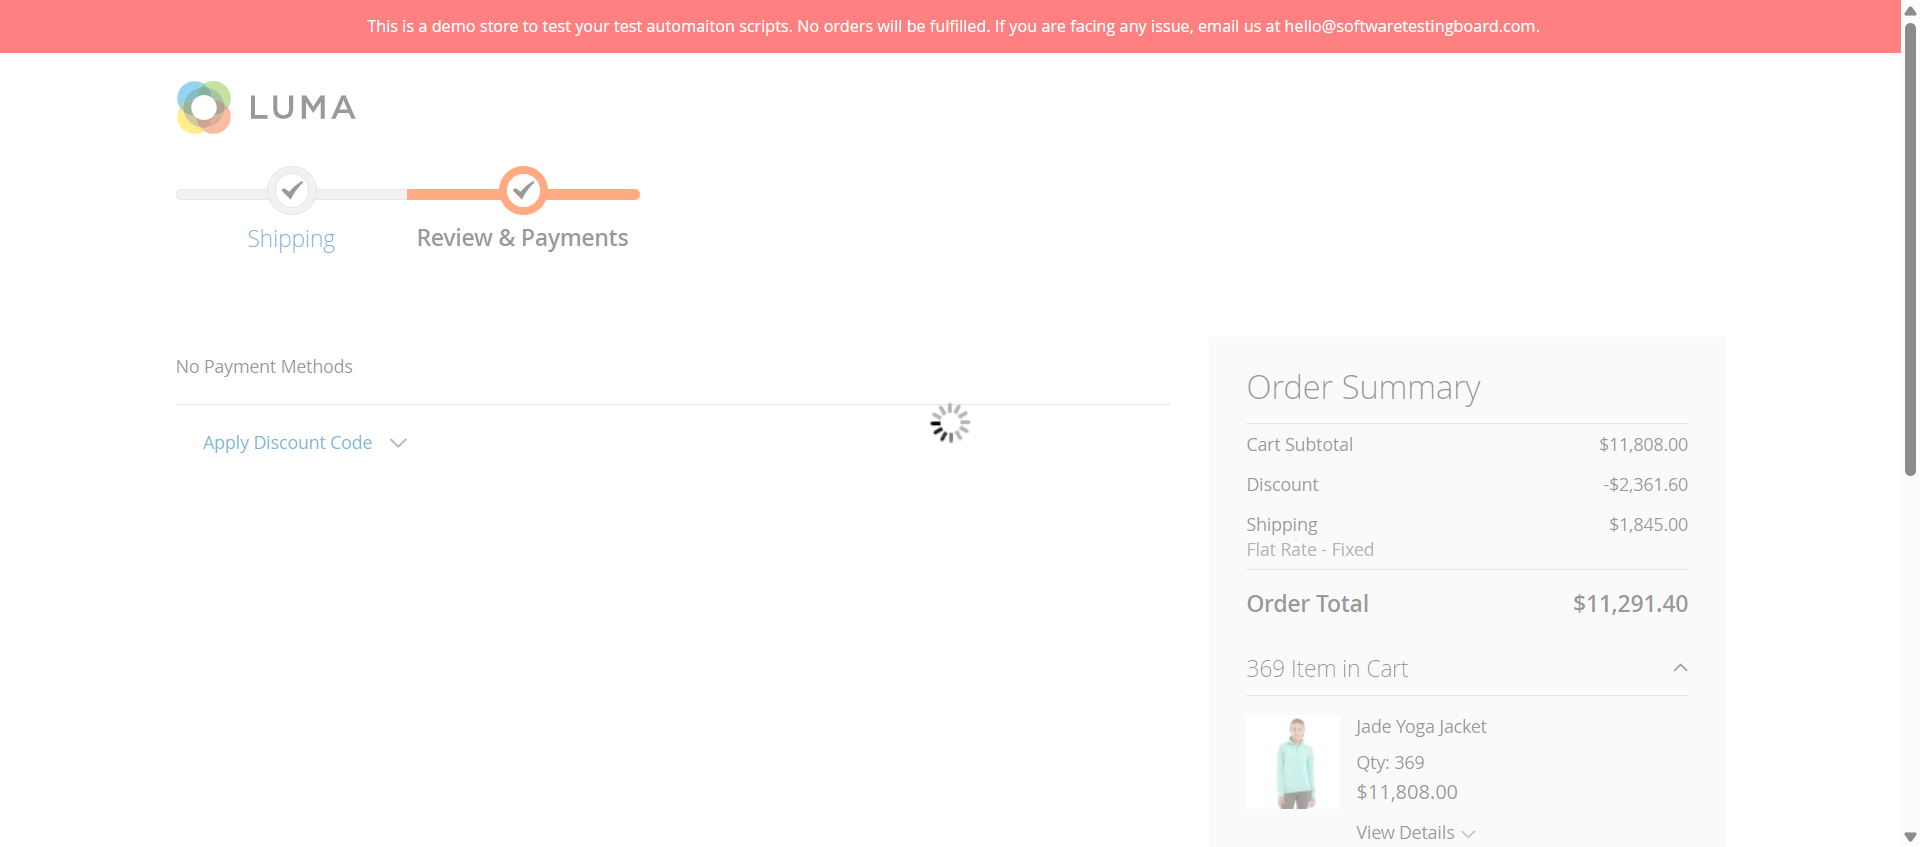 This is a demo store to test your test automaiton scripts. No orders will be fulfilled. If you are facing any issue, email us at hello@softwaretestingboard.com.
LUMA
Shipping
Review & Payments
No Payment Methods
Apply Discount Code
Order Summary
Cart Subtotal $11,808.00
Discount -$2,361.60
Shipping $1,845.00
Flat Rate - Fixed
Order Total $11,291.40
369 Item in Cart
Jade Yoga Jacket
Qty: 369
$11,808.00
View Details